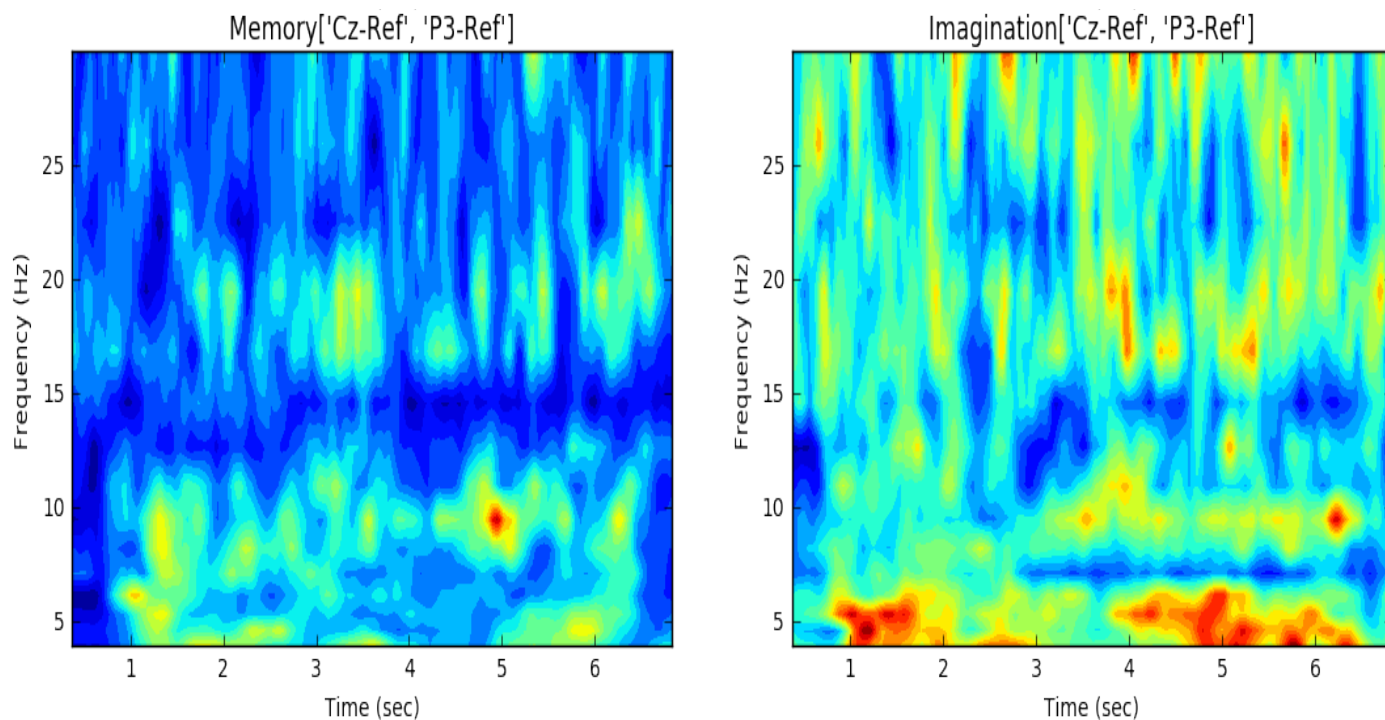 Memory['Cz-Ref', 'P3-Ref']
Imagination['Cz-Ref', 'P3-Ref']
Frequency (Hz)
25
20
15
10
5
1 2 3 4 5 6
Time (sec)
Frequency (Hz)
25
20
15
10
5
1 2 3 4 5 6
Time (sec)